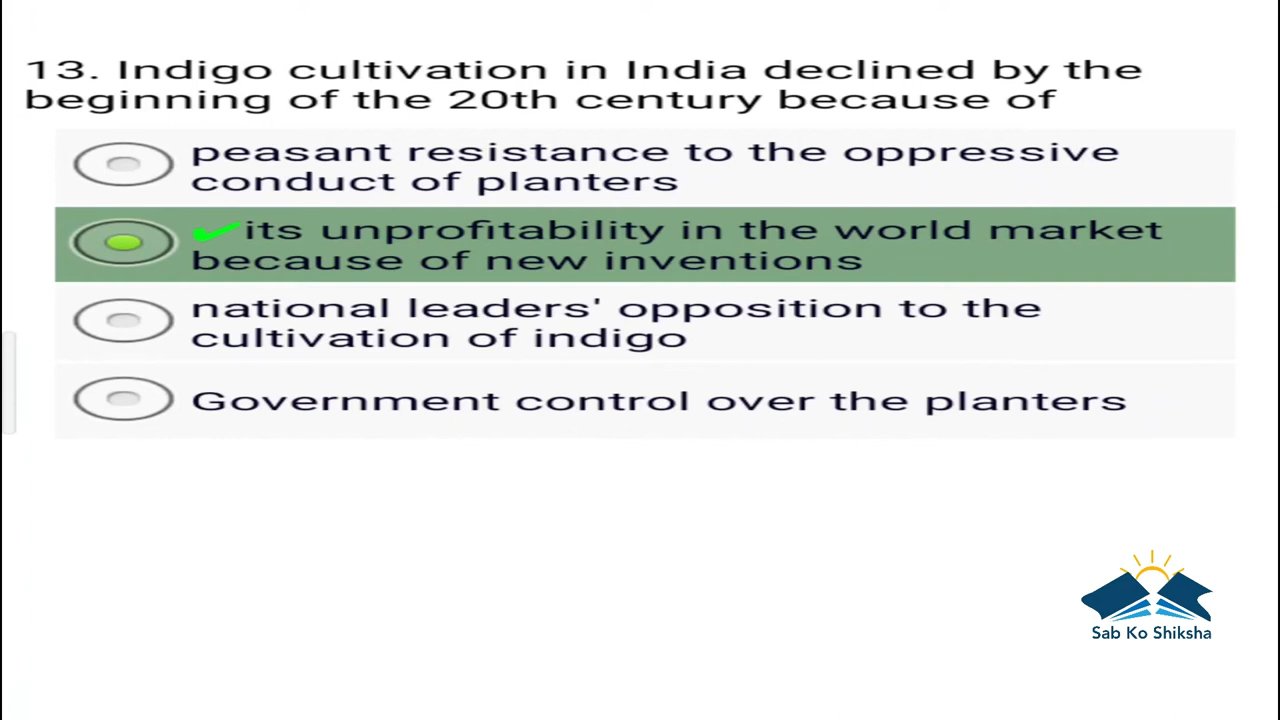 13. Indigo cultivation in India declined by the
beginning of the 20th century because of
peasant resistance to the oppressive
conduct of planters
✔its unprofitability in the world market
because of new inventions
national leaders' opposition to the
cultivation of indigo
Government control over the planters
Sab Ko Shiksha